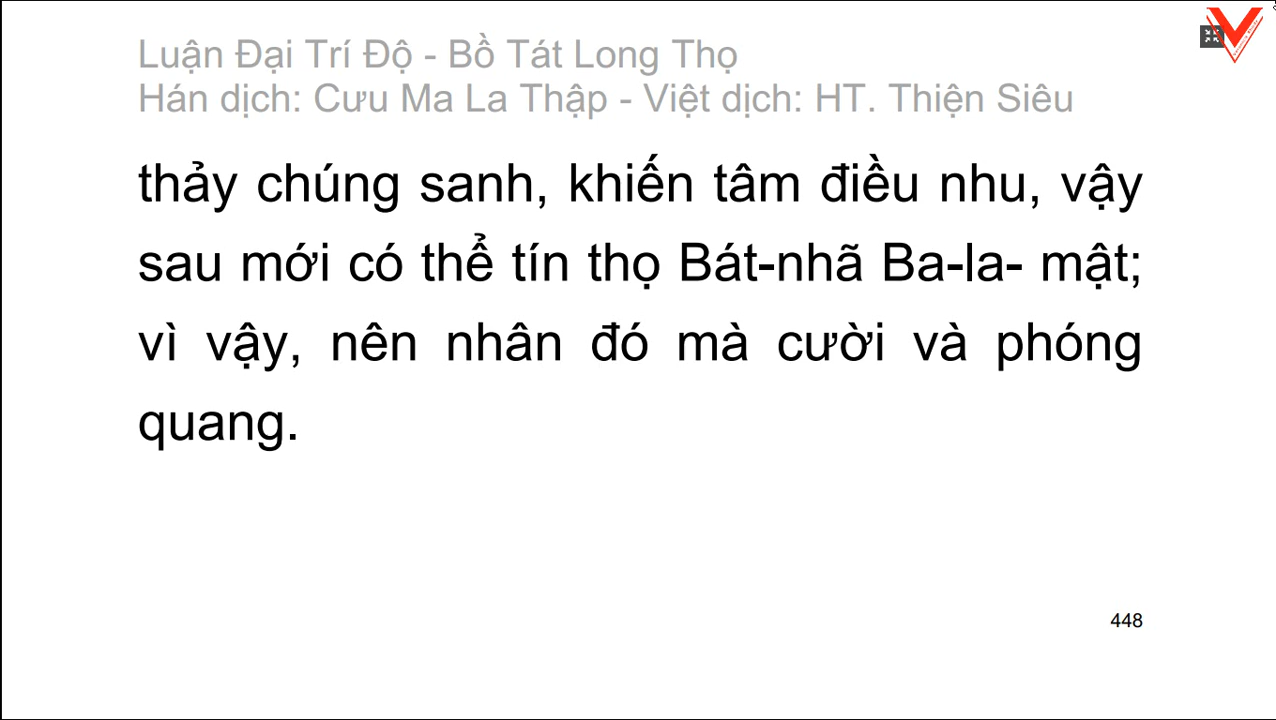 Luận Đại Trí Độ - Bồ Tát Long Thọ
Hán dịch: Cưu Ma La Thập - Việt dịch: HT. Thiện Siêu
thảy chúng sanh, khiến tâm điều nhu, vậy
sau mới có thể tín thọ Bát-nhã Ba-la- mật;
vì vậy, nên nhân đó mà cười và phóng
quang.
448